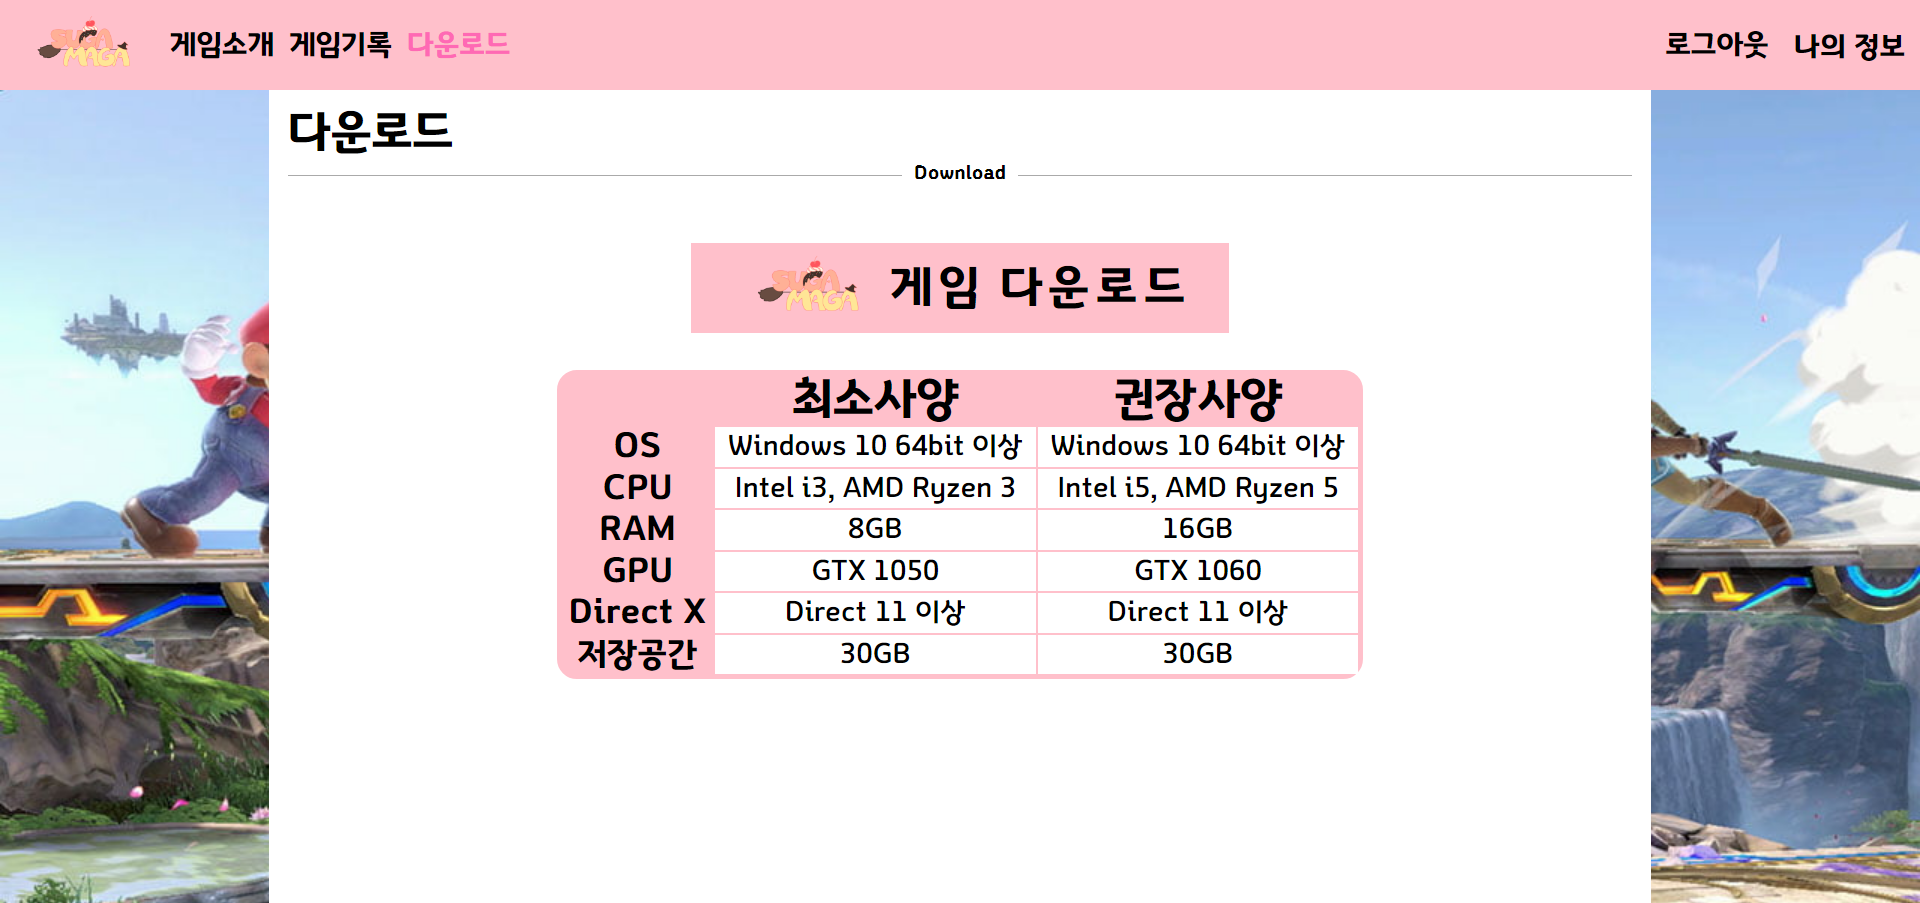 SUGA
MAGA
게임소개 게임기록 다운로드
로그아웃 나의 정보
다운로드
Download
SUGA
MAGA
게임 다운로드
최소사양 권장사양
OS Windows 10 64bit 이상 Windows 10 64bit 이상
CPU Intel i3, AMD Ryzen 3 Intel i5, AMD Ryzen 5
RAM 8GB 16GB
GPU GTX 1050 GTX 1060
Direct X Direct 11 이상 Direct 11 이상
저장공간 30GB 30GB